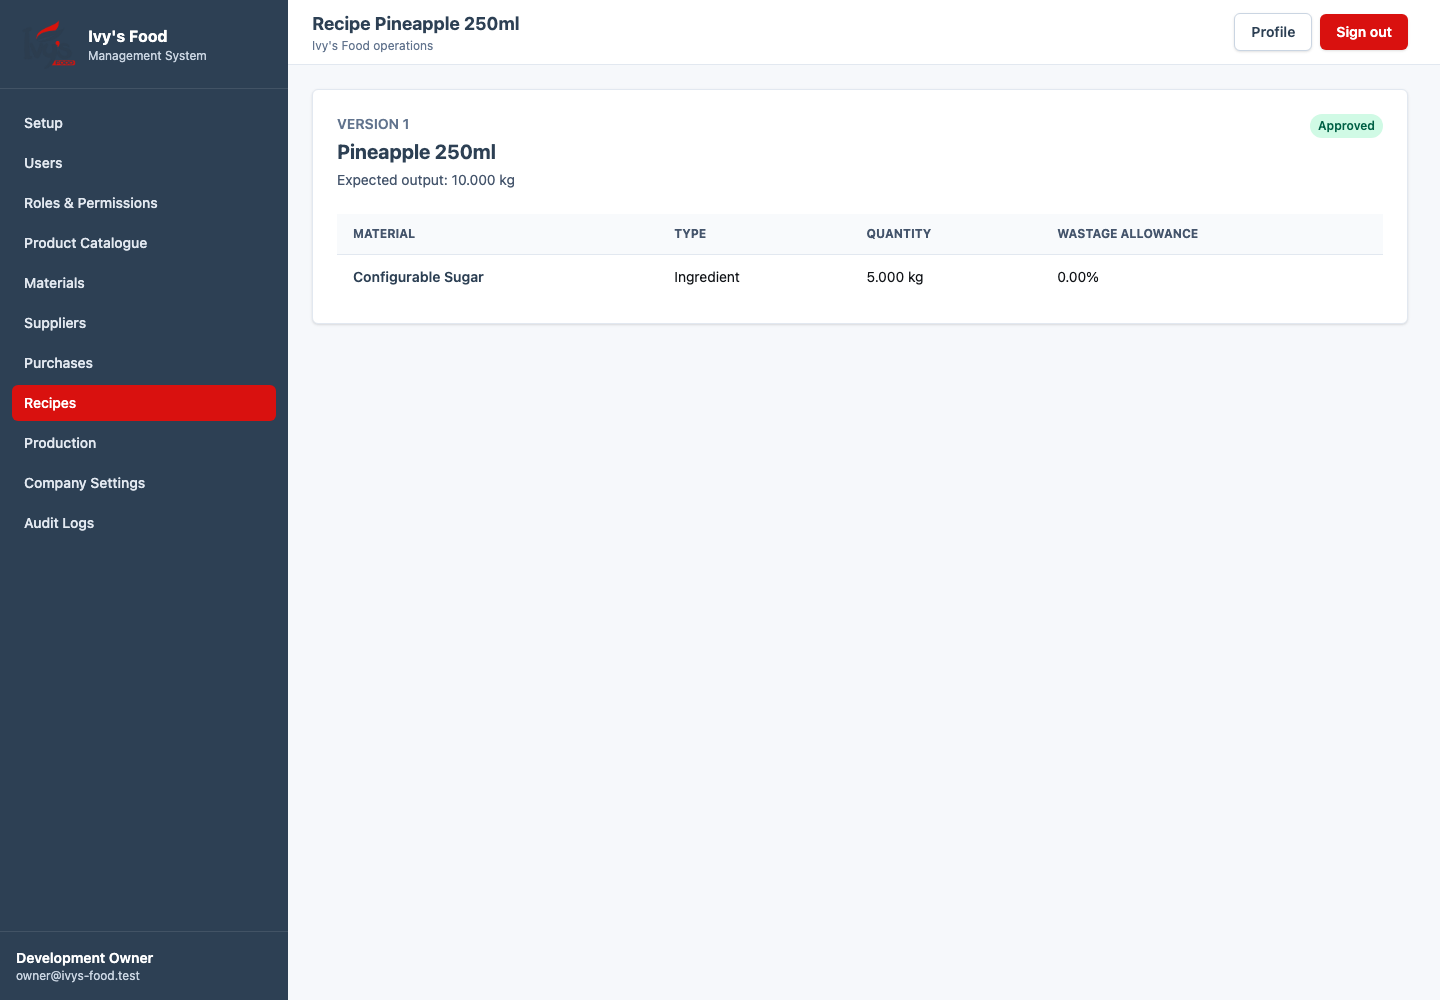 Ivy's Food
Management System
Setup
Users
Roles & Permissions
Product Catalogue
Materials
Suppliers
Purchases
Recipes
Production
Company Settings
Audit Logs
Development Owner
owner@ivys-food.test
Recipe Pineapple 250ml
Ivy's Food operations
Profile
Sign out
VERSION 1
Approved
Pineapple 250ml
Expected output: 10.000 kg
MATERIAL TYPE QUANTITY WASTAGE ALLOWANCE
Configurable Sugar Ingredient 5.000 kg 0.00%